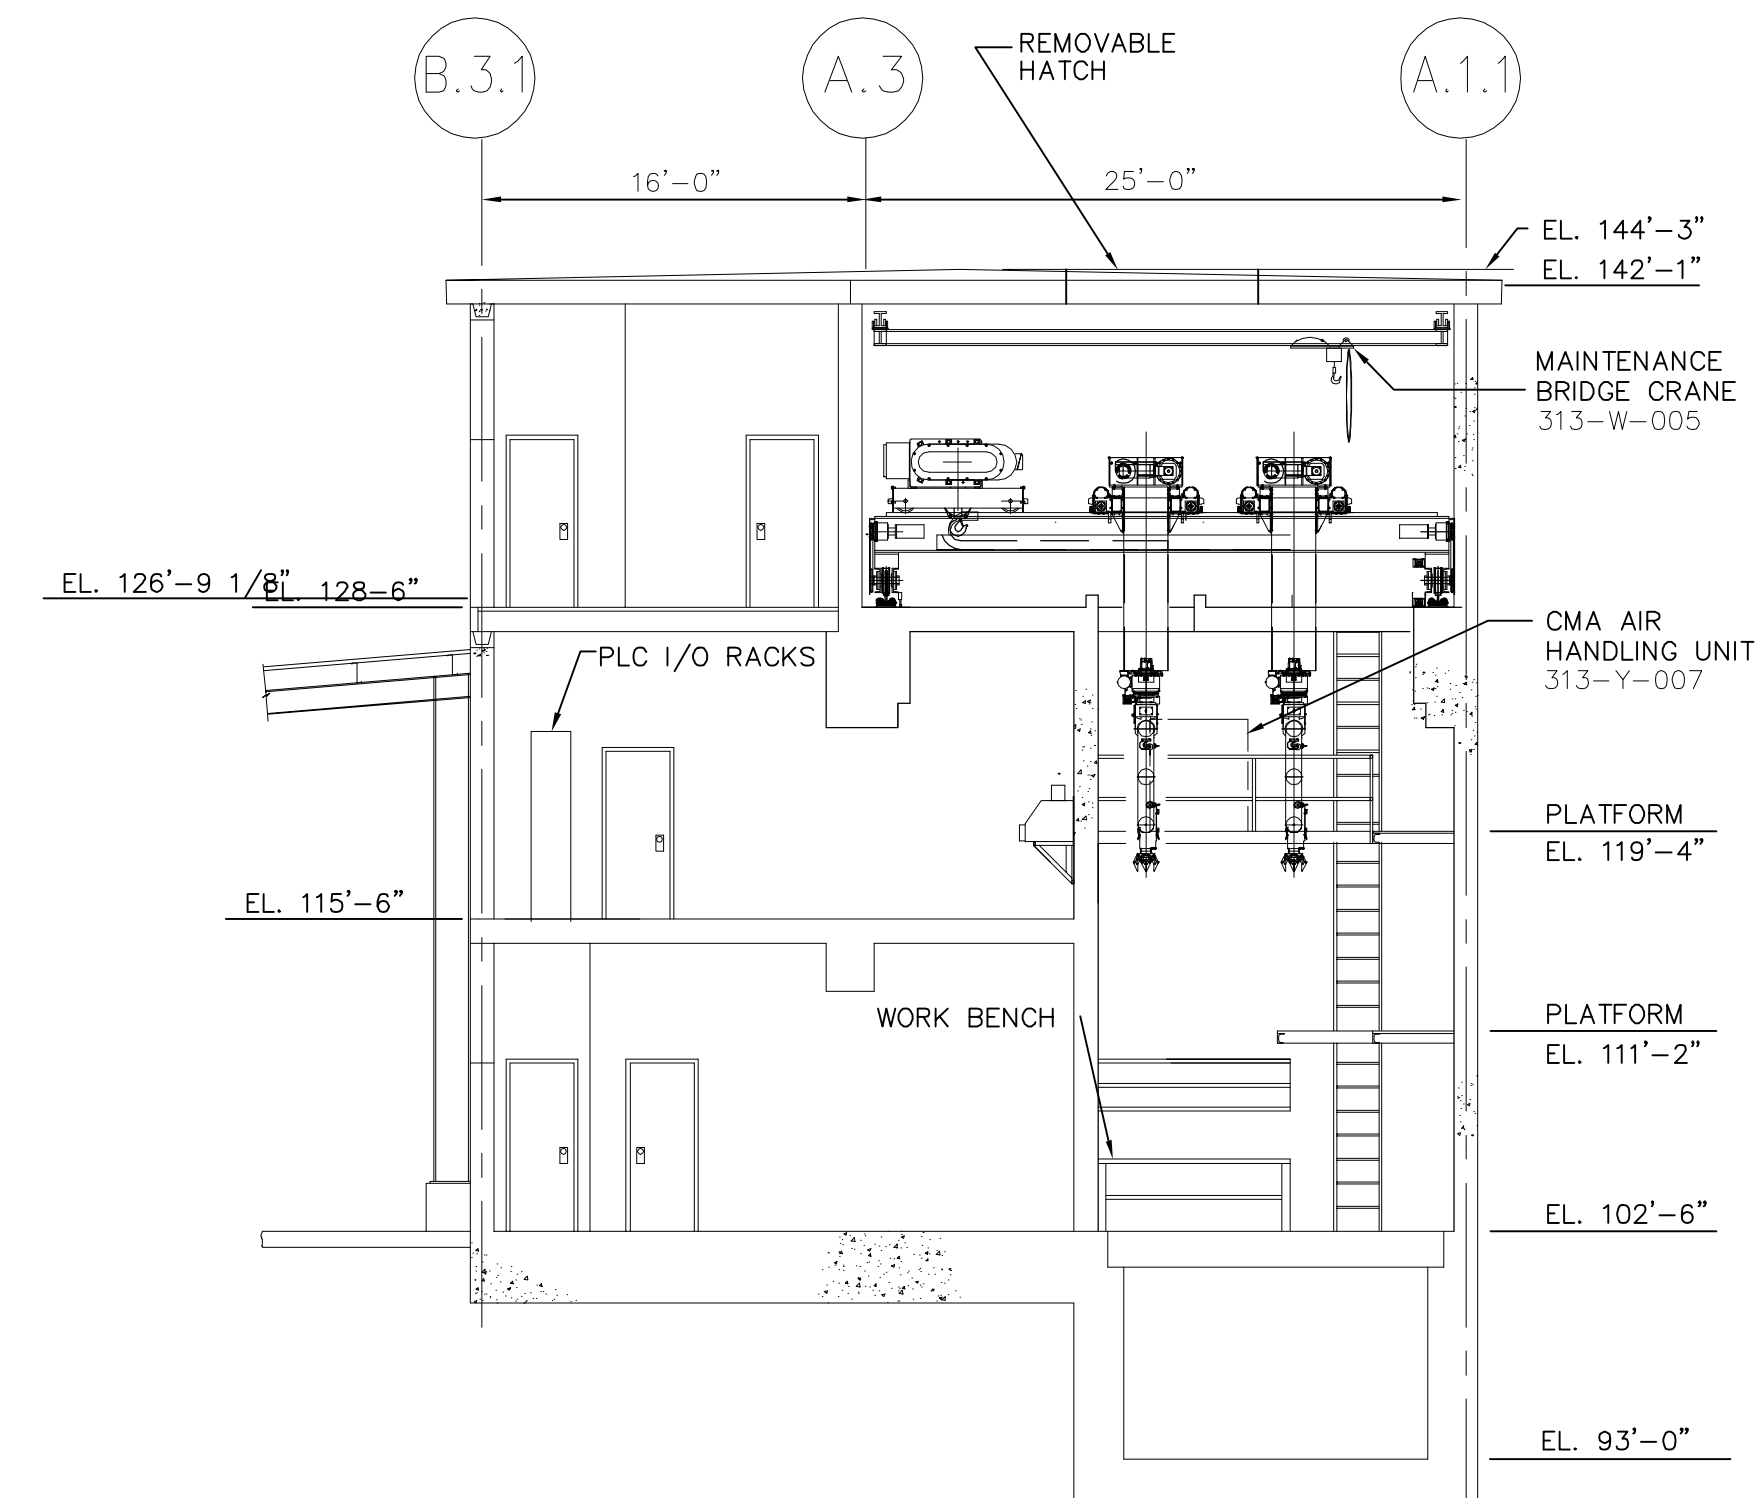 B.3.1
A.3
A.1.1
REMOVABLE
HATCH
16'-0"
25'-0"
EL. 144'-3"
EL. 142'-1"
MAINTENANCE
BRIDGE CRANE
313-W-005
EL. 126'-9 1/8"
EL. 128-6"
CMA AIR
HANDLING UNIT
313-Y-007
PLC I/O RACKS
PLATFORM
EL. 119'-4"
EL. 115'-6"
WORK BENCH
PLATFORM
EL. 111'-2"
EL. 102'-6"
EL. 93'-0"